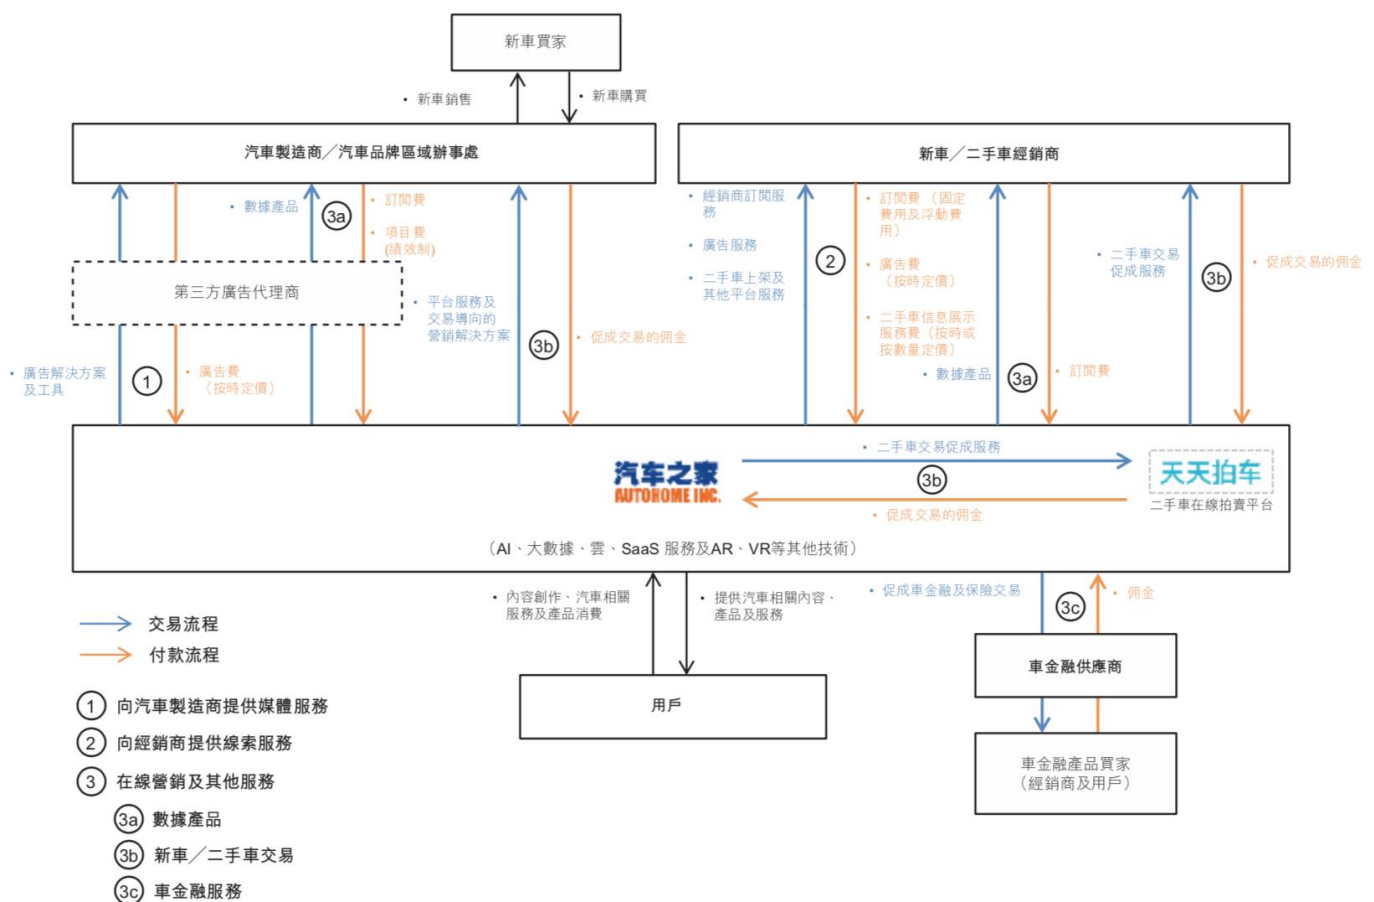 新車買家
• 新車銷售
• 新車購買
汽車製造商／汽車品牌區域辦事處
新車／二手車經銷商
• 數據產品
3a
• 訂閱費
• 項目費
(績效制)
第三方廣告代理商
• 廣告解決方案
及工具
1
• 廣告費
（按時定價）
• 平台服務及
交易導向的
營銷解決方案
3b
• 促成交易的佣金
• 經銷商訂閱服
務
• 廣告服務
• 二手車上架及
其他平台服務
2
• 訂閱費（固定
費用及浮動費
用）
• 廣告費
（按時定價）
• 二手車信息展示
服務費（按時或
按數量定價）
• 數據產品
3a
• 訂閱費
• 二手車交易
促成服務
3b
• 促成交易的佣金
汽车之家
AUTOHOME INC.
• 二手車交易促成服務
3b
• 促成交易的佣金
天天拍车
二手車在線拍賣平台
（AI、大數據、雲、SaaS 服務及AR、VR等其他技術）
• 內容創作、汽車相關
服務及產品消費
• 提供汽車相關內容、
產品及服務
用戶
• 促成車金融及保險交易
3c
• 佣金
車金融供應商
車金融產品買家
（經銷商及用戶）
交易流程
付款流程
1 向汽車製造商提供媒體服務
2 向經銷商提供線索服務
3 在線營銷及其他服務
3a 數據產品
3b 新車／二手車交易
3c 車金融服務